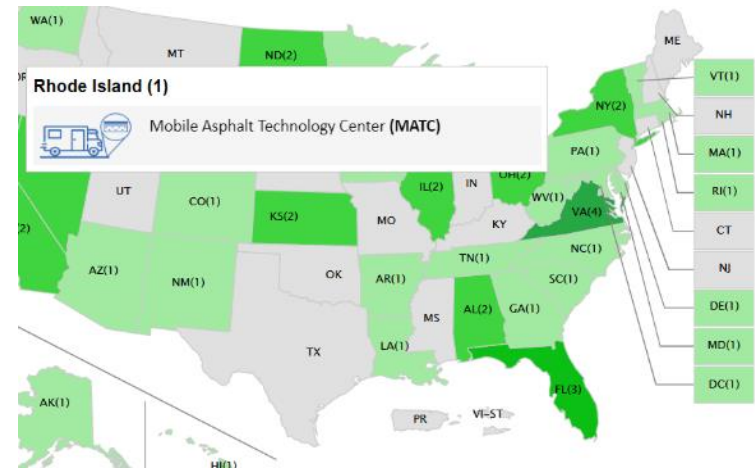 WA(1)
MT
ND(2)
ME
Rhode Island (1)
Mobile Asphalt Technology Center (MATC)
VT(1)
NY(2)
NH
PA(1)
MA(1)
UT
CO(1)
KS(2)
MO
IL(2)
IN
OH(2)
WV(1)
VA(4)
KY
RI(1)
CT
NJ
AZ(1)
NM(1)
OK
AR(1)
TN(1)
NC(1)
SC(1)
DE(1)
TX
LA(1)
MS
AL(2)
GA(1)
MD(1)
FL(3)
DC(1)
AK(1)
HI(1)
PR
VI-ST